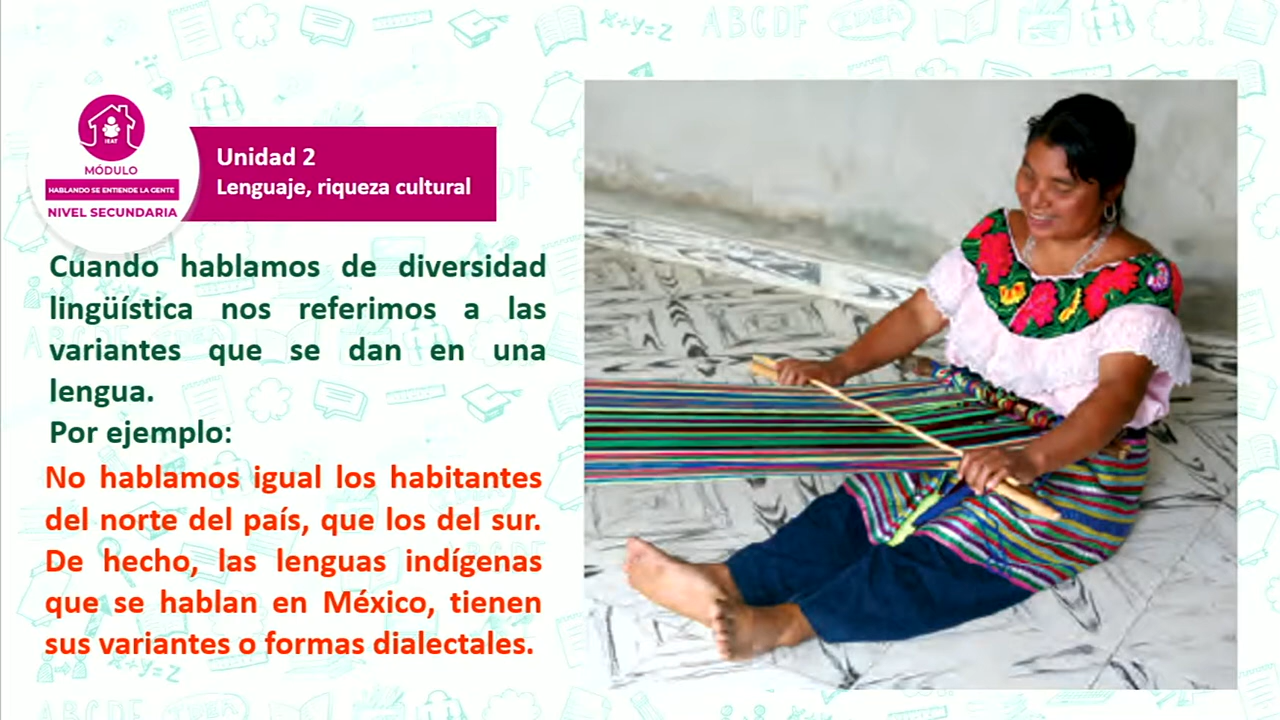 IEAT
MÓDULO
HABLANDO SE ENTIENDE LA GENTE
NIVEL SECUNDARIA
Unidad 2
Lenguaje, riqueza cultural
Cuando hablamos de diversidad
lingüística nos referimos a las
variantes que se dan en una
lengua.
Por ejemplo:
No hablamos igual los habitantes
del norte del país, que los del sur.
De hecho, las lenguas indígenas
que se hablan en México, tienen
sus variantes o formas dialectales.
x+y=z
ABCDF
IDEA